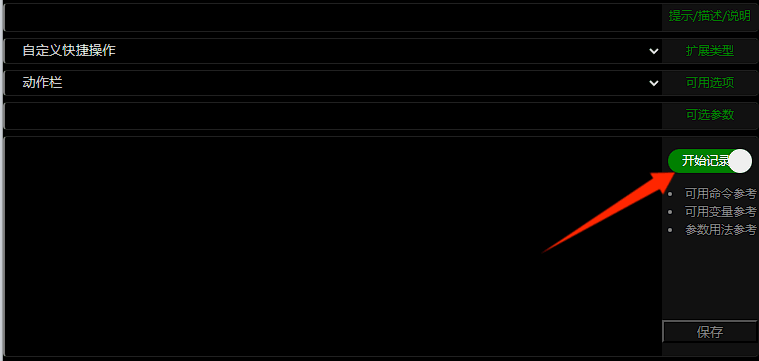 提示/描述/说明
自定义快捷操作
扩展类型
动作栏
可用选项
可选参数
开始记录
可用命令参考
可用变量参考
参数用法参考
保存